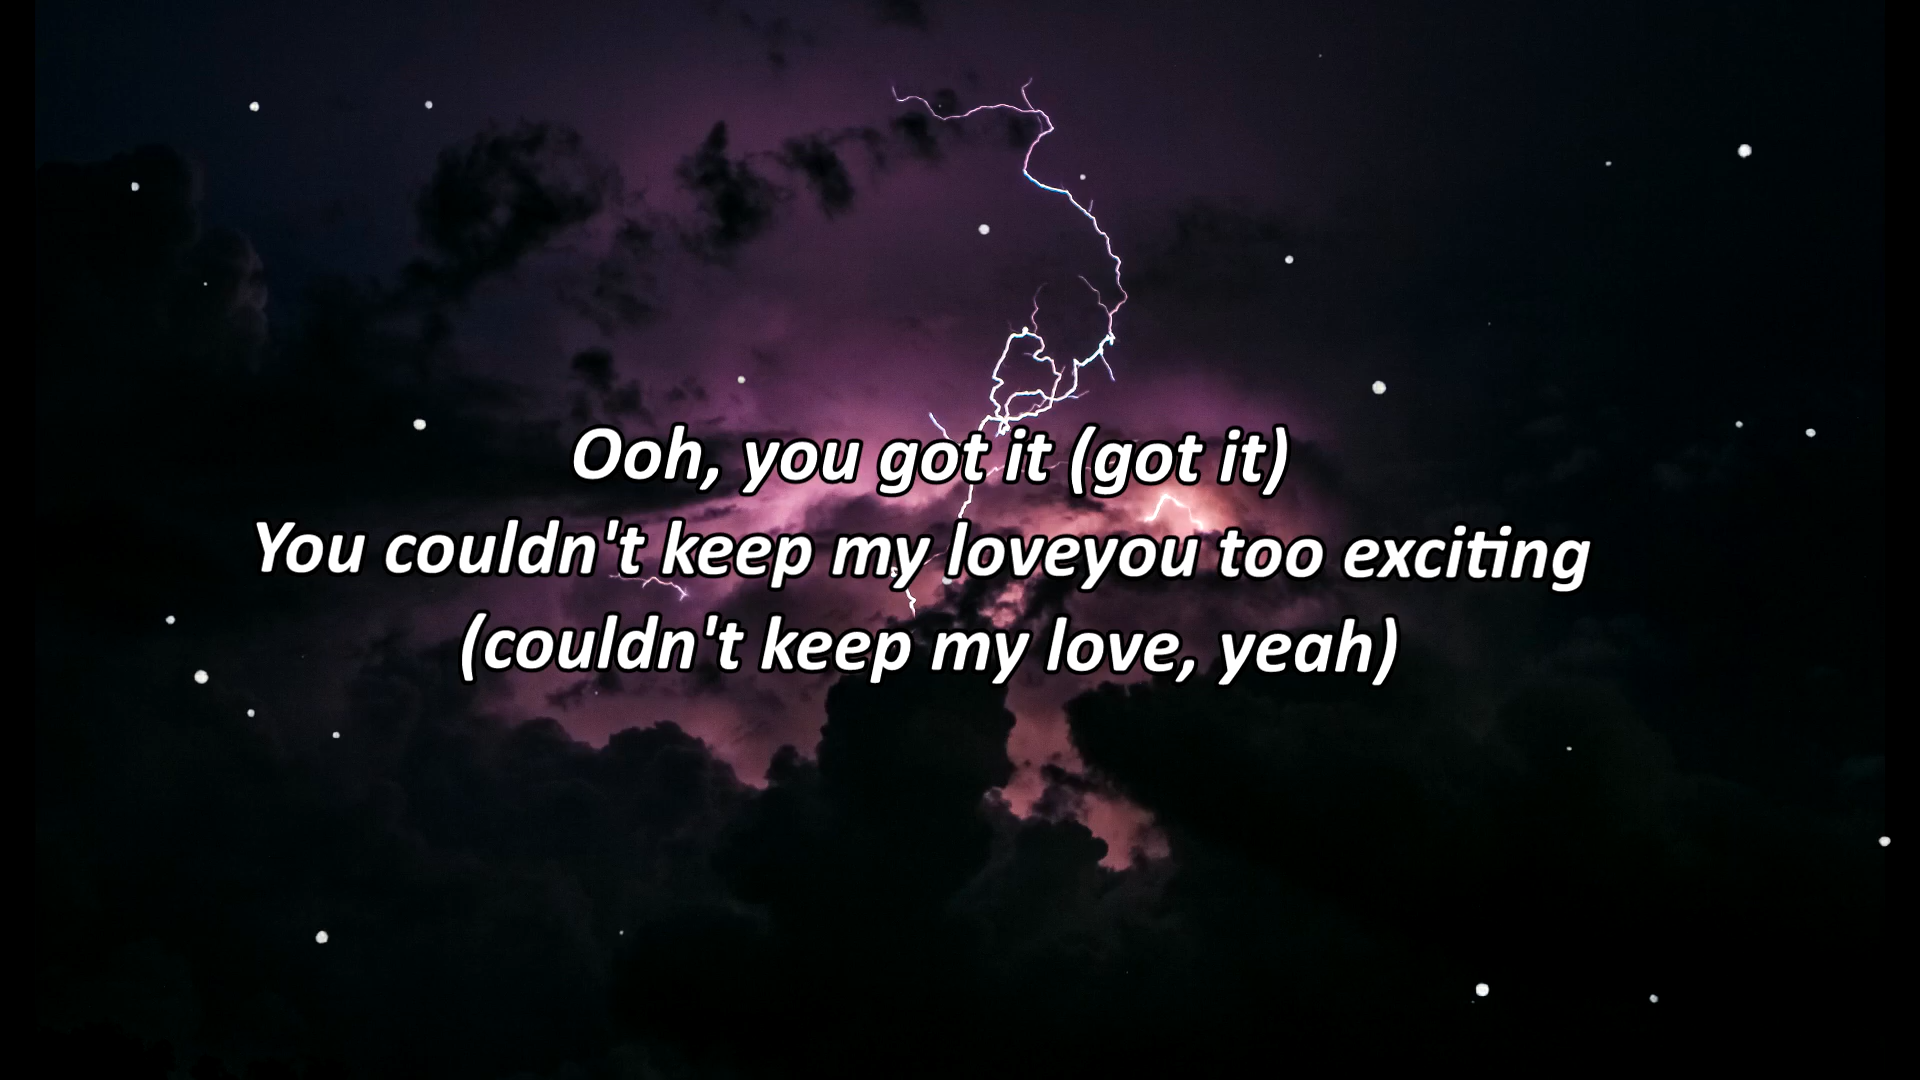 Ooh, you got it (got it)
You couldn't keep my loveyou too exciting
(couldn't keep my love, yeah)